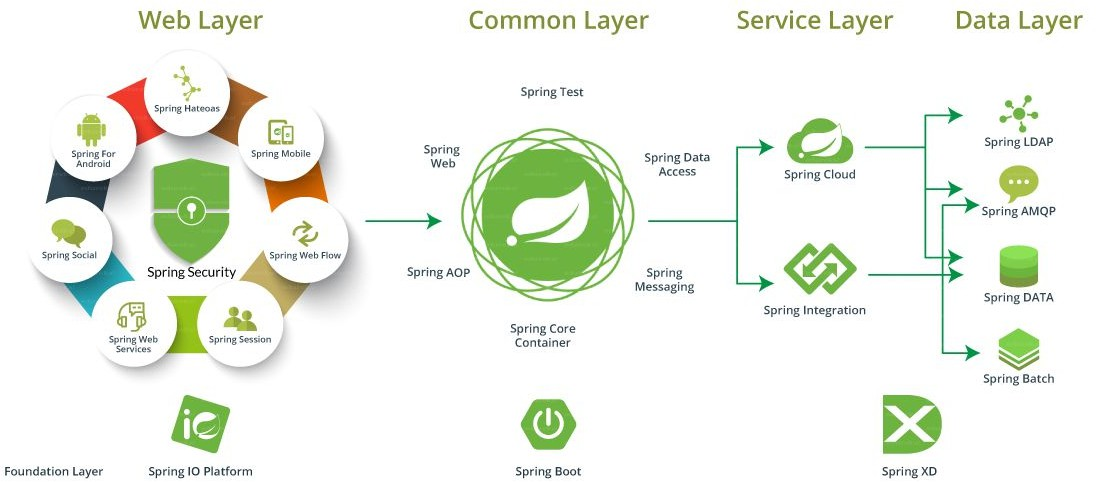 Web Layer
Common Layer
Service Layer
Data Layer
Spring Hateoas
Spring For
Android
Spring Mobile
Spring Social
Spring Security
Spring Web Flow
Spring Web
Services
Spring Session
Spring Test
Spring
Web
Spring Data
Access
Spring AOP
Spring
Messaging
Spring Core
Container
Spring Cloud
Spring Integration
Spring LDAP
Spring AMQP
Spring DATA
Spring Batch
Foundation Layer
Spring IO Platform
Spring Boot
Spring XD